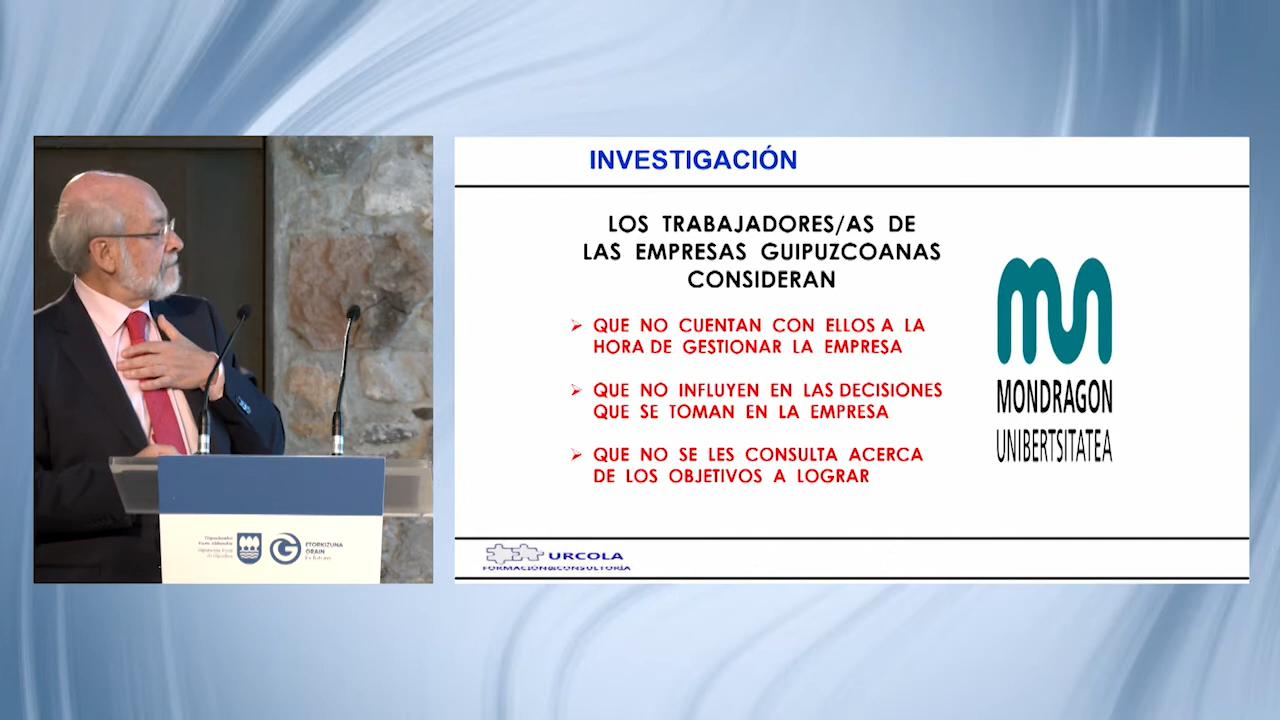 INVESTIGACIÓN
LOS TRABAJADORES/AS DE
LAS EMPRESAS GUIPUZCOANAS
CONSIDERAN
QUE NO CUENTAN CON ELLOS A LA
HORA DE GESTIONAR LA EMPRESA
QUE NO INFLUYEN EN LAS DECISIONES
QUE SE TOMAN EN LA EMPRESA
QUE NO SE LES CONSULTA ACERCA
DE LOS OBJETIVOS A LOGRAR
MONDRAGON
UNIBERTSITATEA
URCOLA
FORMACIÓN&CONSULTORÍA
ETORKIZUNA
ORAIN